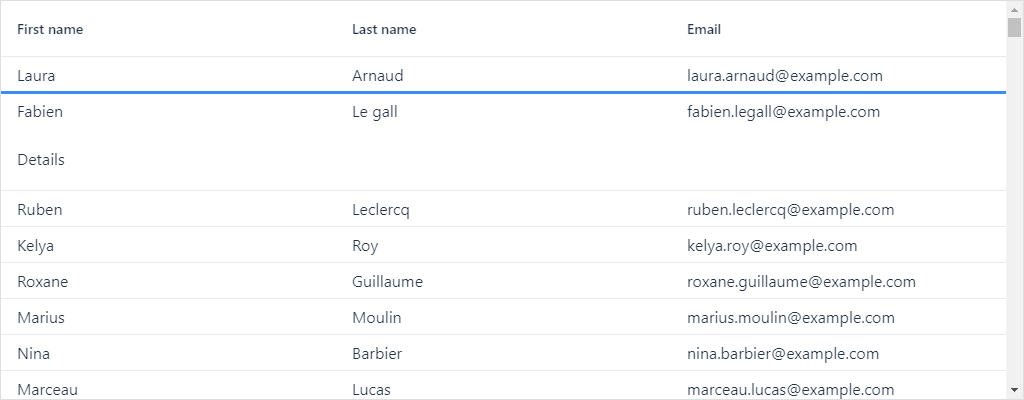 First name Last name Email
Laura Arnaud laura.arnaud@example.com
Fabien Le gall fabien.legall@example.com
Details
Ruben Leclercq ruben.leclercq@example.com
Kelya Roy kelya.roy@example.com
Roxane Guillaume roxane.guillaume@example.com
Marius Moulin marius.moulin@example.com
Nina Barbier nina.barbier@example.com
Marceau Lucas marceau.lucas@example.com